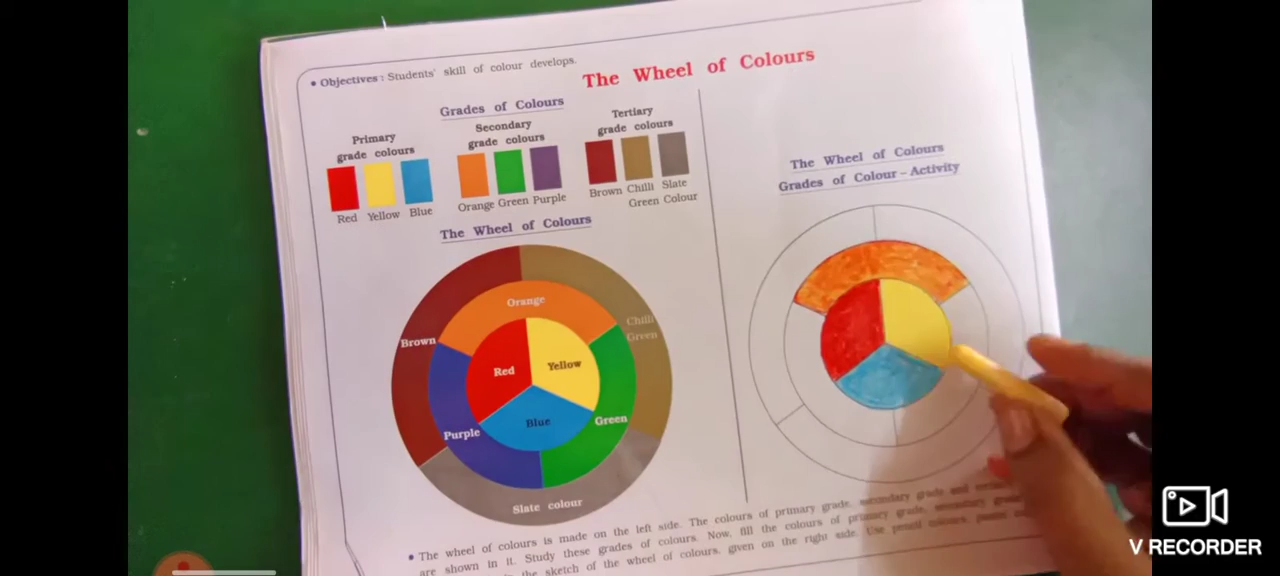 • Objectives : Students' skill of colour develops.
The Wheel of Colours
Grades of Colours
Primary
grade colours
Secondary
grade colours
Tertiary
grade colours
Red Yellow Blue
Orange Green Purple
Brown Chilli Slate
Green Colour
The Wheel of Colours
Orange
Chilli
Green
Brown
Red
Yellow
Blue
Purple
Green
Slate colour
The Wheel of Colours
Grades of Colour – Activity
• The wheel of colours is made on the left side. The colours of primary grade, secondary grade and
are shown in it. Study these grades of colours. Now, fill the colours of primary grade, secondary
the sketch of the wheel of colours, given on the right side. Use pencil colours,
V RECORDER